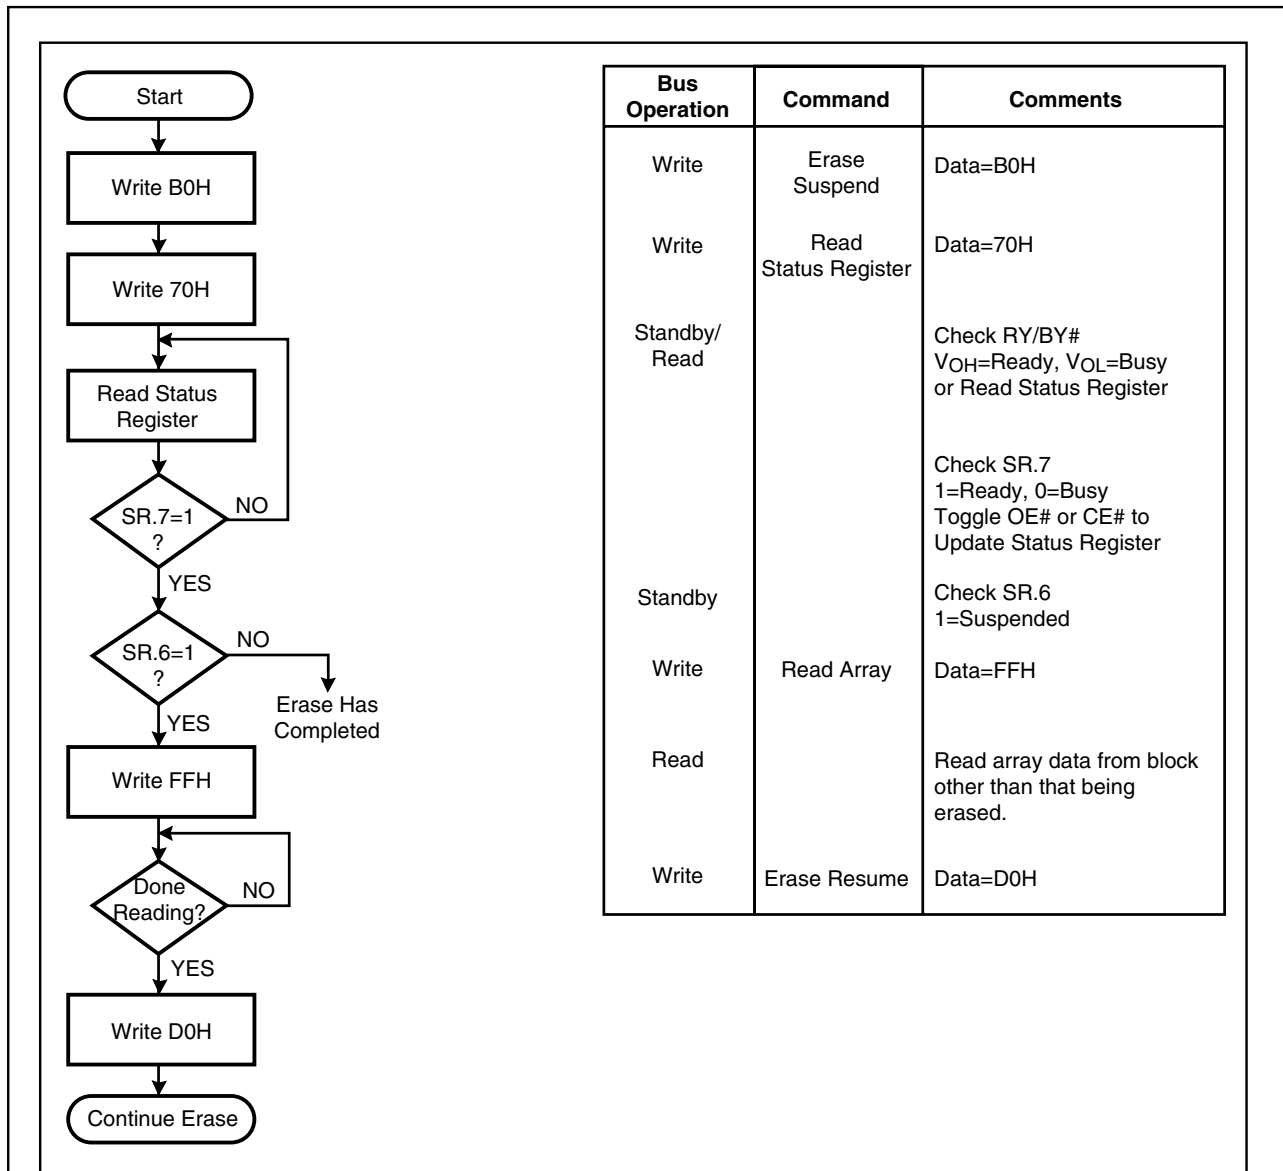 Start
Write B0H
Write 70H
Read Status
Register
SR.7=1
?
NO
YES
SR.6=1
?
NO
Erase Has
Completed
YES
Write FFH
Done
Reading?
NO
YES
Write D0H
Continue Erase
Bus
Operation
Command
Comments
Write
Erase
Suspend
Data=B0H
Write
Read
Status Register
Data=70H
Standby/
Read
Check RY/BY#
VOH=Ready, VOL=Busy
or Read Status Register
Check SR.7
1=Ready, 0=Busy
Toggle OE# or CE# to
Update Status Register
Standby
Check SR.6
1=Suspended
Write
Read Array
Data=FFH
Read
Read array data from block
other than that being
erased.
Write
Erase Resume
Data=D0H